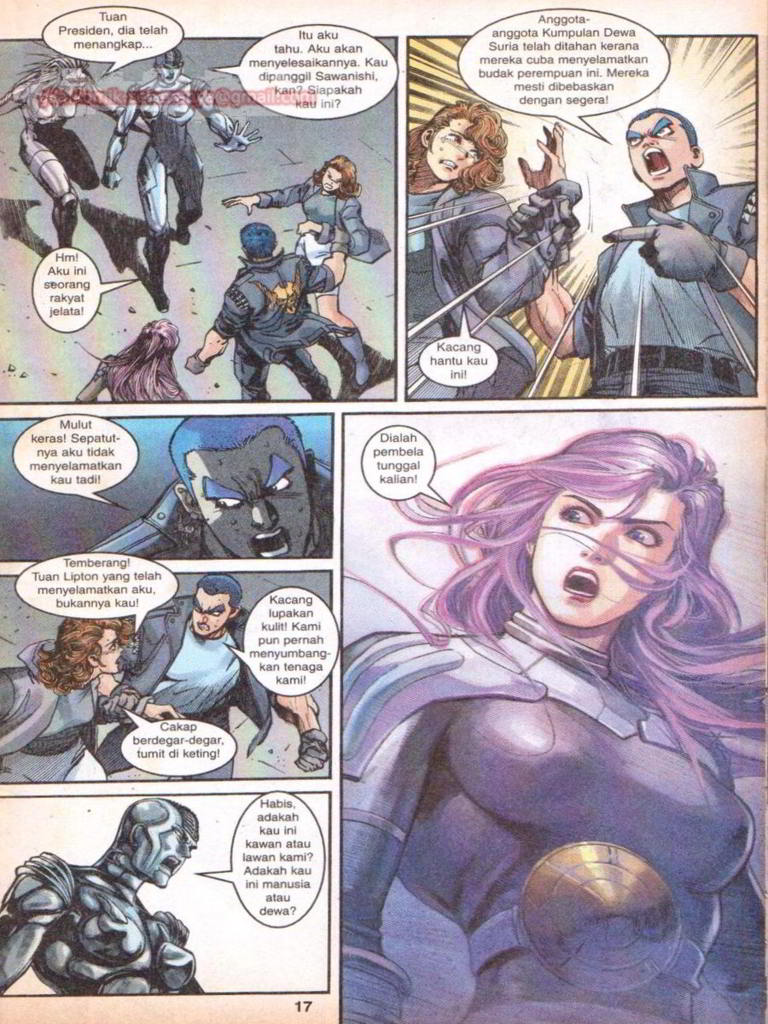 Tuan
Presiden, dia telah
menangkap...
Itu aku
tahu. Aku akan
menyelesaikannya. Kau
dipanggil Sawanishi,
kan? Siapakah
kau ini?
Hm!
Aku ini
seorang
rakyat
jelata!
Anggota-
anggota Kumpulan Dewa
Suria telah ditahan kerana
mereka cuba menyelamatkan
budak perempuan ini. Mereka
mesti dibebaskan
dengan segera!
Kacang
hantu kau
ini!
Mulut
keras! Sepatut-
nya aku tidak
menyelamatkan
kau tadi!
Temberang!
Tuan Lipton yang telah
menyelamatkan aku,
bukannya kau!
Kacang
lupakan
kulit! Kami
pun pernah
menyumbang-
kan tenaga
kami!
Cakap
berdegar-degar,
tumit di keting!
Habis,
adakah
kau ini
kawan atau
lawan kami?
Adakah kau
ini manusia
atau
dewa?
Dialah
pembela
tunggal
kalian!
17